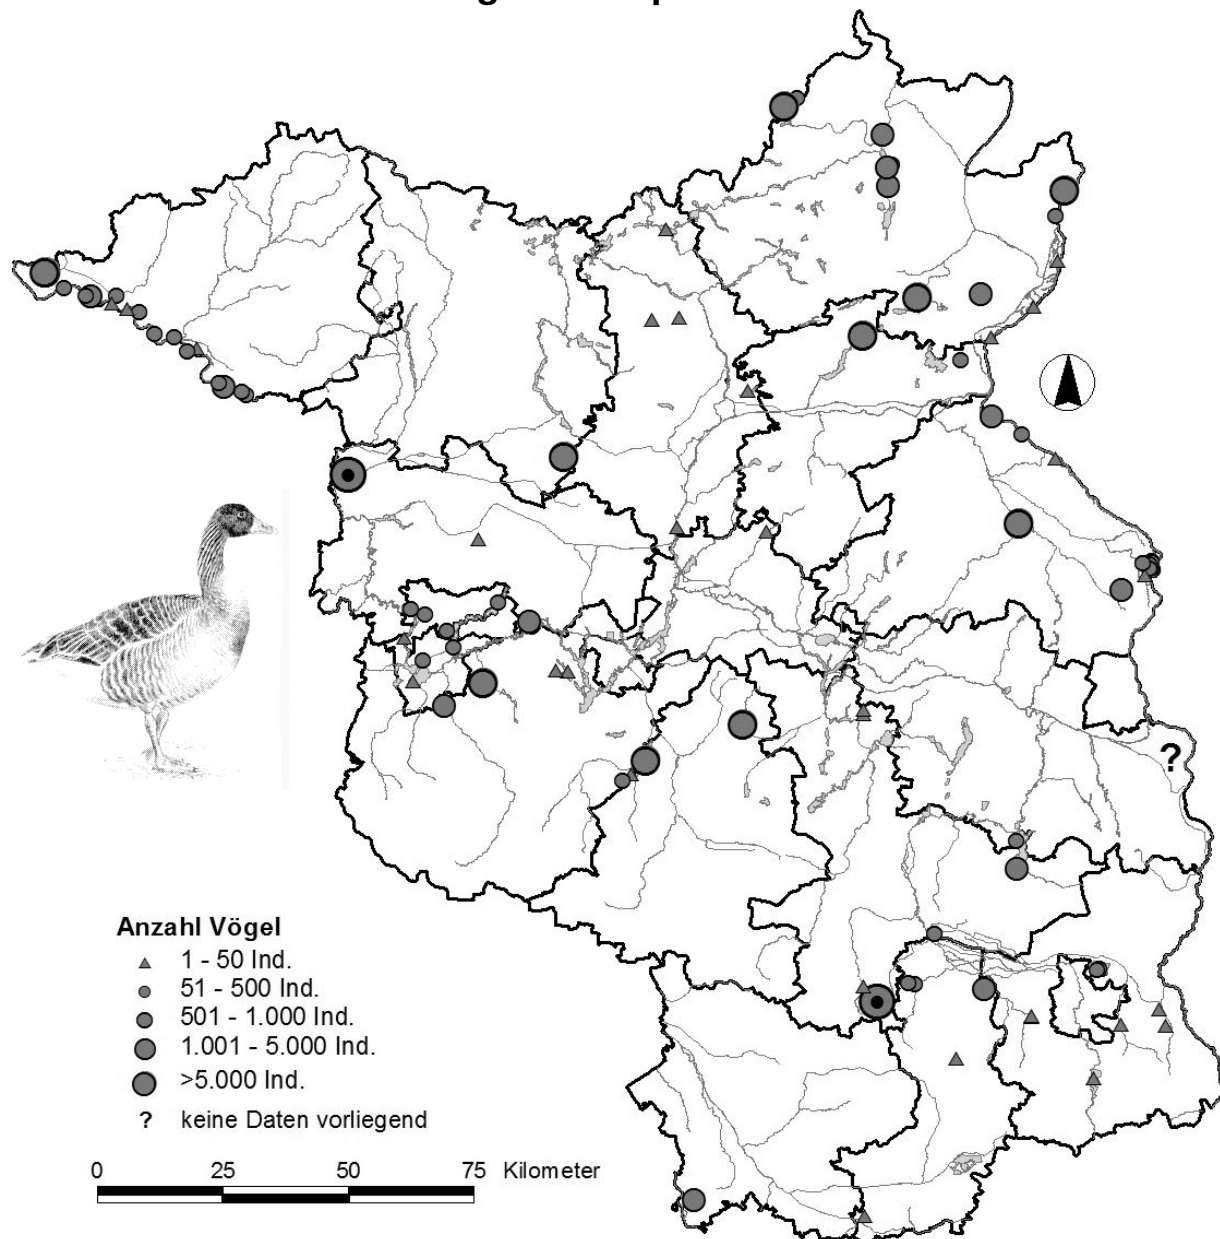 ?
Anzahl Vögel
1 - 50 Ind.
51 - 500 Ind.
501 - 1.000 Ind.
1.001 - 5.000 Ind.
>5.000 Ind.
? keine Daten vorliegend
0 25 50 75 Kilometer